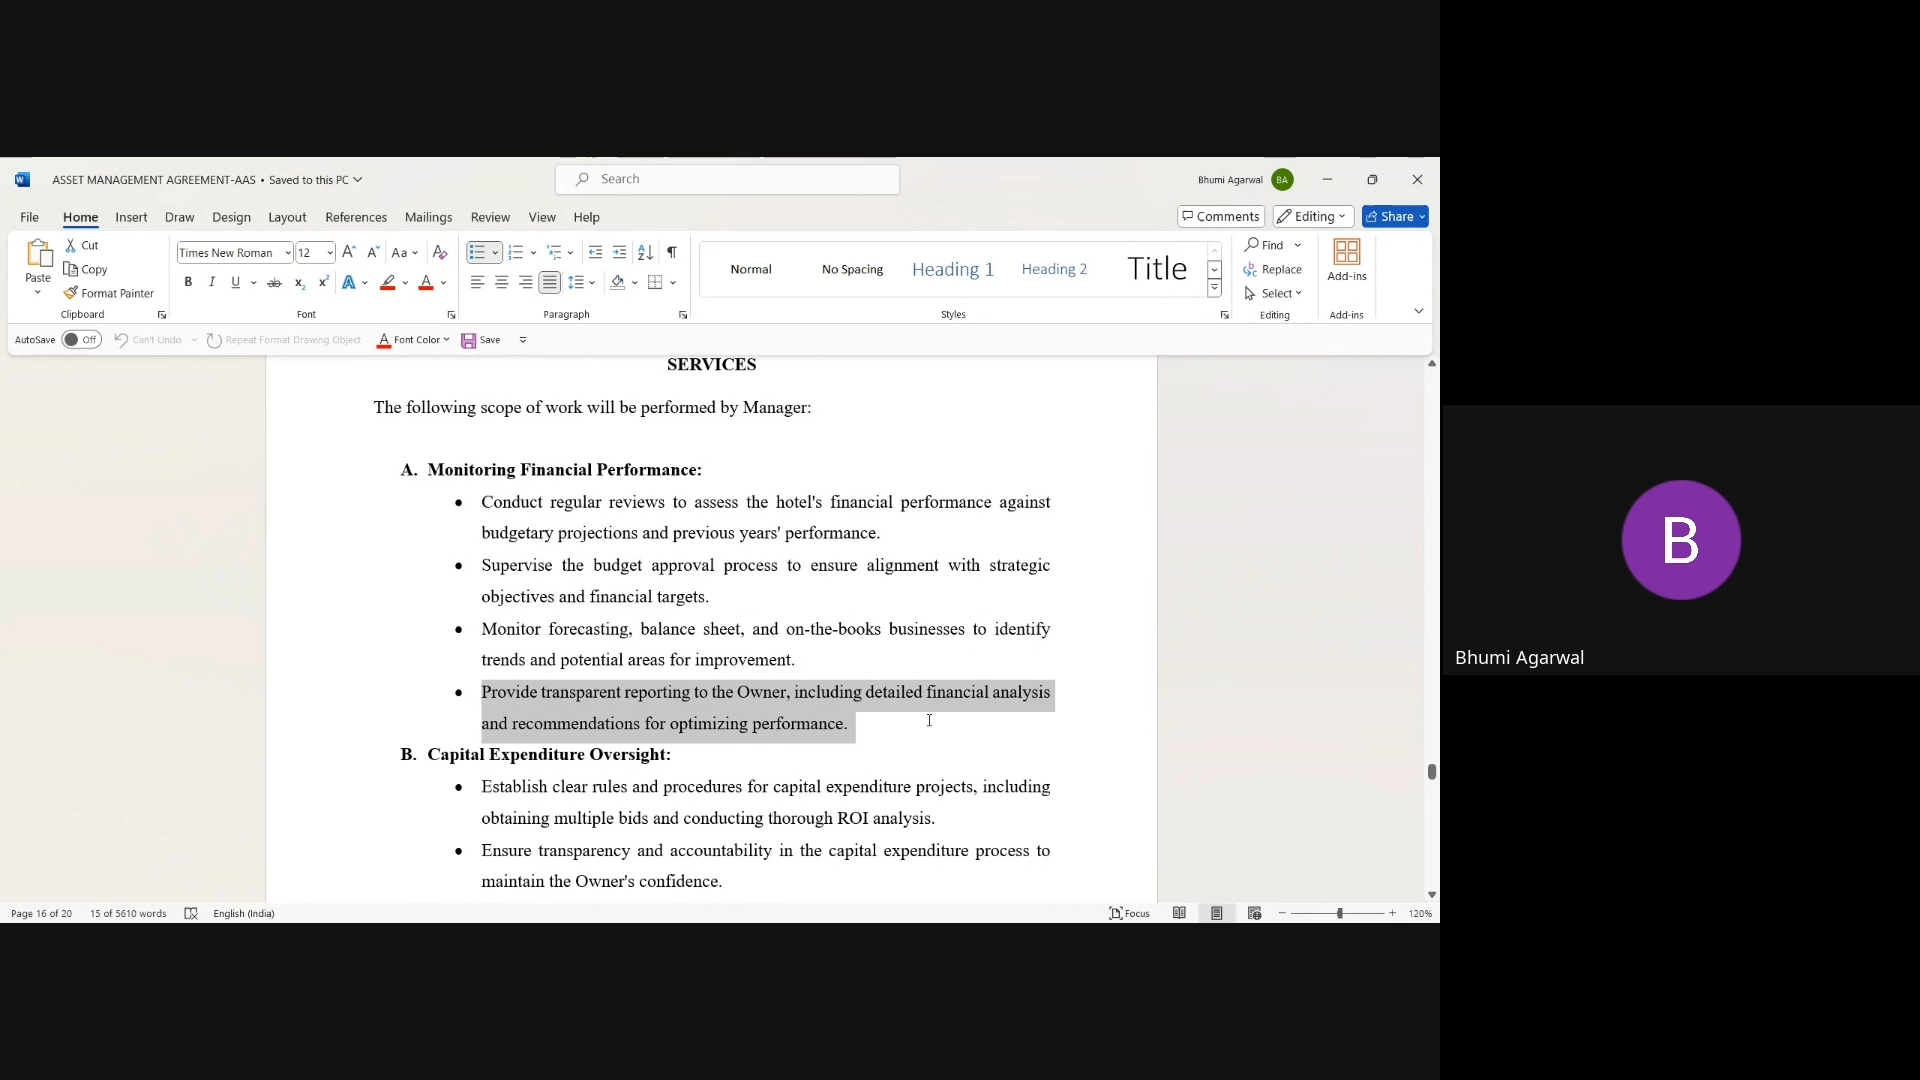 ASSET MANAGEMENT AGREEMENT-AAS • Saved to this PC
Search
Bhumi Agarwal BA
File Home Insert Draw Design Layout References Mailings Review View Help
Comments Editing Share
Paste
Cut
Copy
Format Painter
Clipboard
Times New Roman 12
Aa
B I U ab x₂ x² A A
Font
Paragraph
Normal No Spacing Heading 1 Heading 2 Title
Styles
Find
Replace
Select
Editing
Add-ins
Add-ins
AutoSave Off Can't Undo Repeat Format Drawing Object A Font Color Save
SERVICES
The following scope of work will be performed by Manager:
A. Monitoring Financial Performance:
• Conduct regular reviews to assess the hotel's financial performance against
budgetary projections and previous years' performance.
• Supervise the budget approval process to ensure alignment with strategic
objectives and financial targets.
• Monitor forecasting, balance sheet, and on-the-books businesses to identify
trends and potential areas for improvement.
• Provide transparent reporting to the Owner, including detailed financial analysis
and recommendations for optimizing performance.
B. Capital Expenditure Oversight:
• Establish clear rules and procedures for capital expenditure projects, including
obtaining multiple bids and conducting thorough ROI analysis.
• Ensure transparency and accountability in the capital expenditure process to
maintain the Owner's confidence.
Page 16 of 20 15 of 5610 words English (India) Focus 120%
B
Bhumi Agarwal